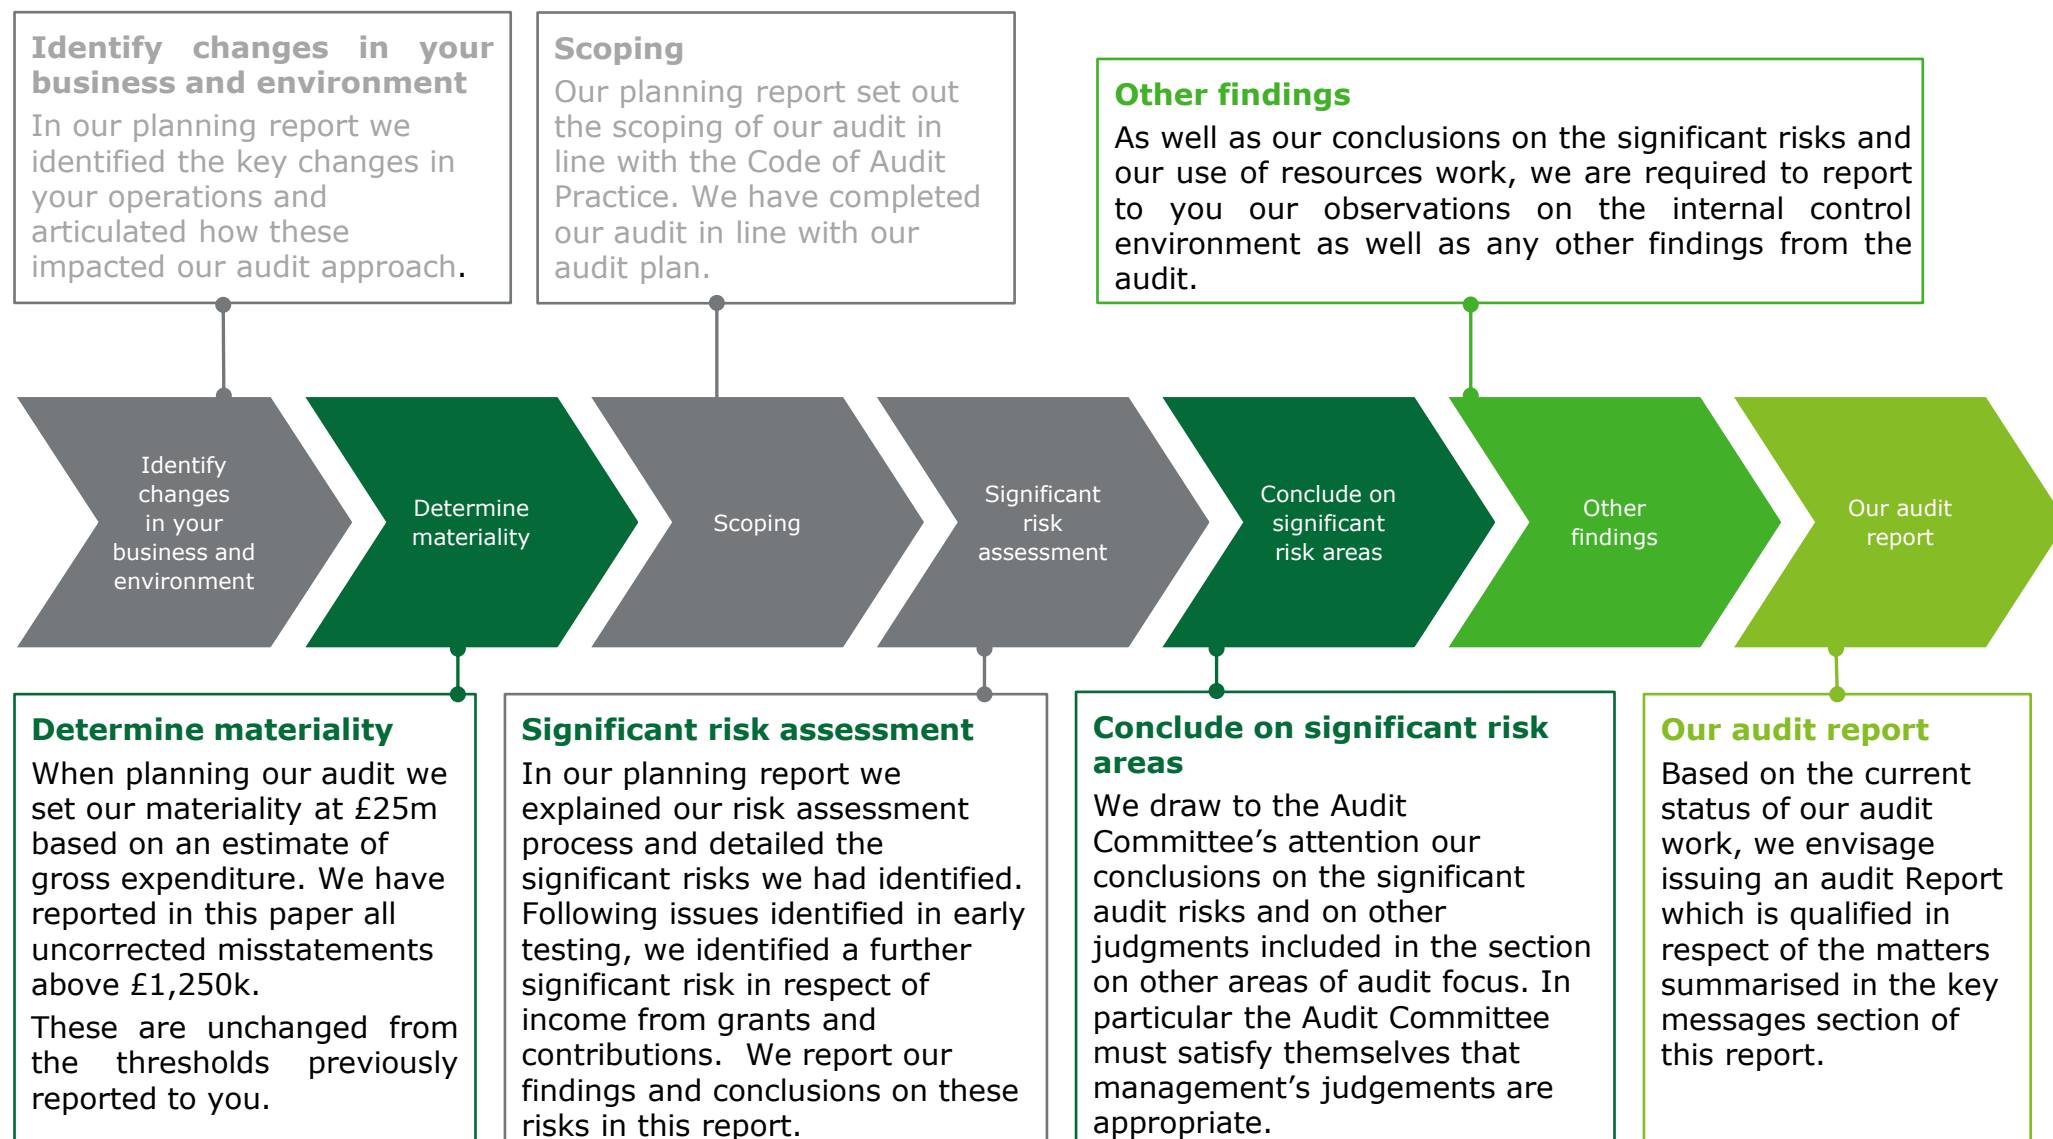 Identify changes in your
business and environment
In our planning report we
identified the key changes in
your operations and
articulated how these
impacted our audit approach.
Scoping
Our planning report set out
the scoping of our audit in
line with the Code of Audit
Practice. We have completed
our audit in line with our
audit plan.
Other findings
As well as our conclusions on the significant risks and
our use of resources work, we are required to report
to you our observations on the internal control
environment as well as any other findings from the
audit.
Identify
changes
in your
business and
environment
Determine
materiality
Scoping
Significant
risk
assessment
Conclude on
significant
risk areas
Other
findings
Our audit
report
Determine materiality
When planning our audit we
set our materiality at £25m
based on an estimate of
gross expenditure. We have
reported in this paper all
uncorrected misstatements
above £1,250k.
These are unchanged from
the thresholds previously
reported to you.
Significant risk assessment
In our planning report we
explained our risk assessment
process and detailed the
significant risks we had identified.
Following issues identified in early
testing, we identified a further
significant risk in respect of
income from grants and
contributions. We report our
findings and conclusions on these
risks in this report.
Conclude on significant risk
areas
We draw to the Audit
Committee’s attention our
conclusions on the significant
audit risks and on other
judgments included in the section
on other areas of audit focus. In
particular the Audit Committee
must satisfy themselves that
management’s judgements are
appropriate.
Our audit report
Based on the current
status of our audit
work, we envisage
issuing an audit Report
which is qualified in
respect of the matters
summarised in the key
messages section of
this report.